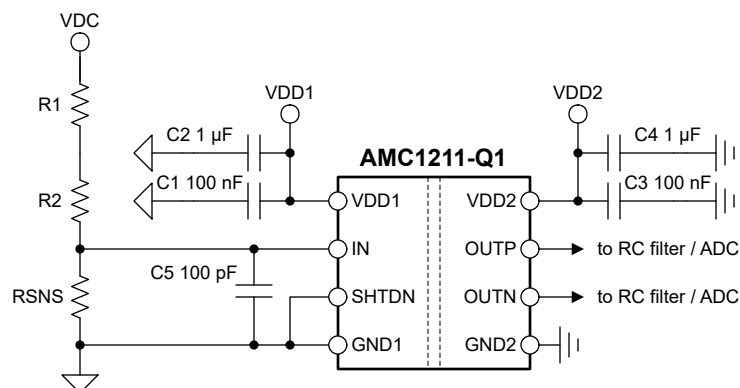 VDC
R1
R2
RSNS
VDD1
C2 1 µF
C1 100 nF
C5 100 pF
AMC1211-Q1
VDD1
IN
SHTDN
GND1
VDD2
OUTP
OUTN
GND2
VDD2
C4 1 µF
C3 100 nF
to RC filter / ADC
to RC filter / ADC